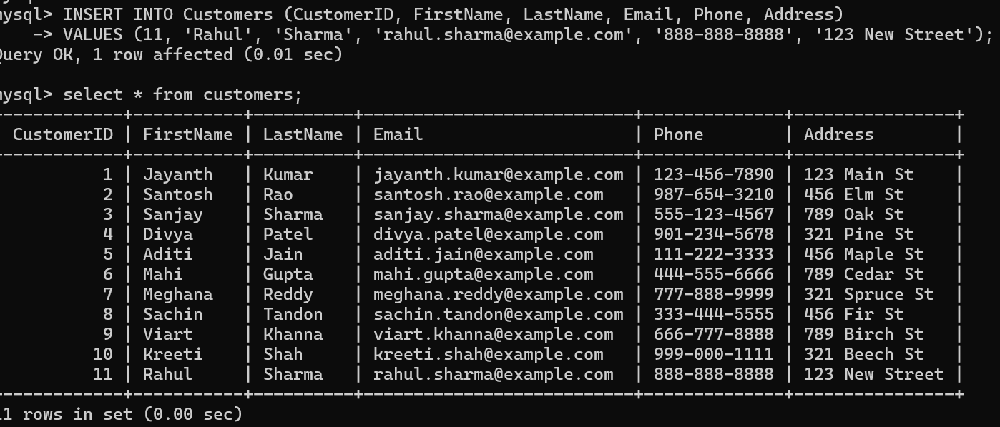 mysql> INSERT INTO Customers (CustomerID, FirstName, LastName, Email, Phone, Address)
    -> VALUES (11, 'Rahul', 'Sharma', 'rahul.sharma@example.com', '888-888-8888', '123 New Street');
Query OK, 1 row affected (0.01 sec)

mysql> select * from customers;
------------+-----------+----------+---------------------------+--------------+----------------+
 CustomerID | FirstName | LastName | Email                     | Phone        | Address        |
------------+-----------+----------+---------------------------+--------------+----------------+
          1 | Jayanth   | Kumar    | jayanth.kumar@example.com | 123-456-7890 | 123 Main St    |
          2 | Santosh   | Rao      | santosh.rao@example.com   | 987-654-3210 | 456 Elm St     |
          3 | Sanjay    | Sharma   | sanjay.sharma@example.com | 555-123-4567 | 789 Oak St     |
          4 | Divya     | Patel    | divya.patel@example.com   | 901-234-5678 | 321 Pine St    |
          5 | Aditi     | Jain     | aditi.jain@example.com    | 111-222-3333 | 456 Maple St   |
          6 | Mahi      | Gupta    | mahi.gupta@example.com    | 444-555-6666 | 789 Cedar St   |
          7 | Meghana   | Reddy    | meghana.reddy@example.com | 777-888-9999 | 321 Spruce St  |
          8 | Sachin    | Tandon   | sachin.tandon@example.com | 333-444-5555 | 456 Fir St     |
          9 | Viart     | Khanna   | viart.khanna@example.com  | 666-777-8888 | 789 Birch St   |
         10 | Kreeti    | Shah     | kreeti.shah@example.com   | 999-000-1111 | 321 Beech St   |
         11 | Rahul     | Sharma   | rahul.sharma@example.com  | 888-888-8888 | 123 New Street |
------------+-----------+----------+---------------------------+--------------+----------------+
11 rows in set (0.00 sec)